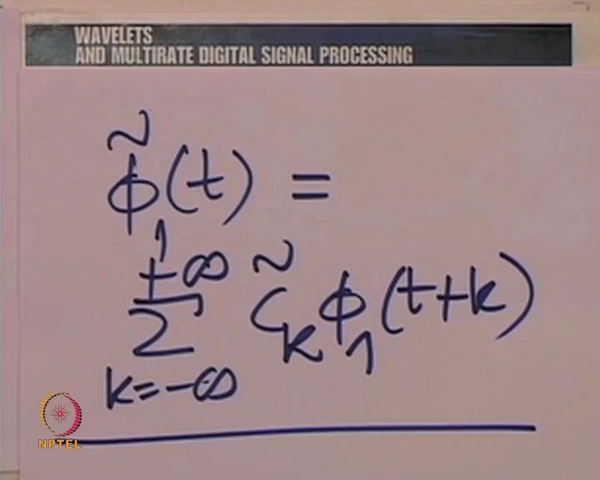 WAVELETS
AND MULTIRATE DIGITAL SIGNAL PROCESSING
ϕ̃₁(t) =
+∞
Σ c̃ₖ ϕ₁(t+k)
k=-∞
NPTEL